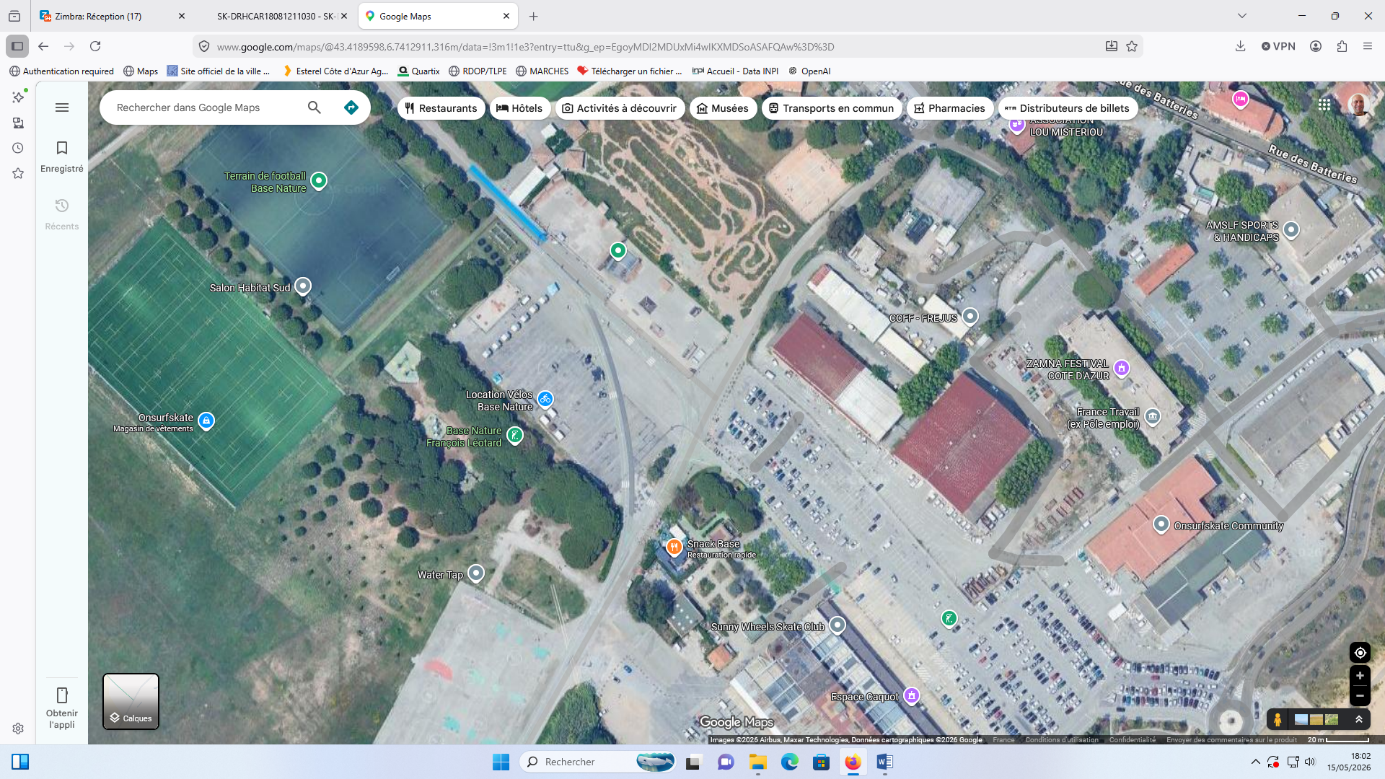 Zimbra: Réception (17)
SK-DRHCAR18081211030 - SK-
Google Maps
www.google.com/maps/@43.4189598,6.7412911,316m/data=!3m1!1e3?entry=ttu&g_ep=EgoyMDI2MDUxMi4wIKXMDSoASAFQAw%3D%3D
VPN
Authentication required
Maps
Site officiel de la ville ...
Esterel Côte d'Azur Ag...
Quartix
RDOP/TLPE
MARCHES
Télécharger un fichier ...
Accueil - Data INPI
OpenAI
Rechercher dans Google Maps
Restaurants
Hôtels
Activités à découvrir
Musées
Transports en commun
Pharmacies
Distributeurs de billets
Enregistré
Récents
Rue des Batteries
ASSOCIATION
LOU MISTERIOU
Rue des Batteries
Terrain de football
Base Nature
AMSLF SPORTS
& HANDICAPS
Salon Habitat Sud
COFF - FREJUS
ZAMNA FESTIVAL
COTE D'AZUR
Location Vélos
Base Nature
France Travail
(ex Pole emploi)
Onsurfskate
Magasin de vêtements
Base Nature
François Léotard
Onsurfskate Community
Snack Base
Restauration rapide
Water Tap
Sunny Wheels Skate Club
Espace Caquot
Calques
Obtenir
l'appli
Google Maps
Images ©2026 Airbus, Maxar Technologies, Données cartographiques ©2026 Google
France
Conditions d'utilisation
Confidentialité
Envoyer des commentaires sur le produit
20 m
Rechercher
18:02
15/05/2026